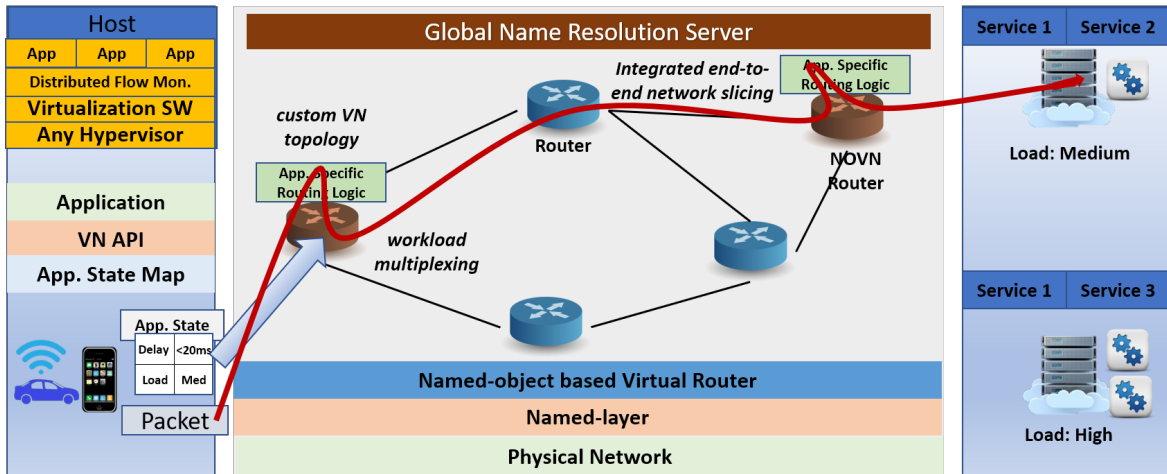 Host
App App App
Distributed Flow Mon.
Virtualization SW
Any Hypervisor
Application
VN API
App. State Map
App. State
Delay <20ms
Load Med
Packet
Global Name Resolution Server
custom VN
topology
App. Specific
Routing Logic
Router
Integrated end-to-
end network slicing
App. Specific
Routing Logic
NOVN
Router
workload
multiplexing
Named-object based Virtual Router
Named-layer
Physical Network
Service 1 Service 2
Load: Medium
Service 1 Service 3
Load: High